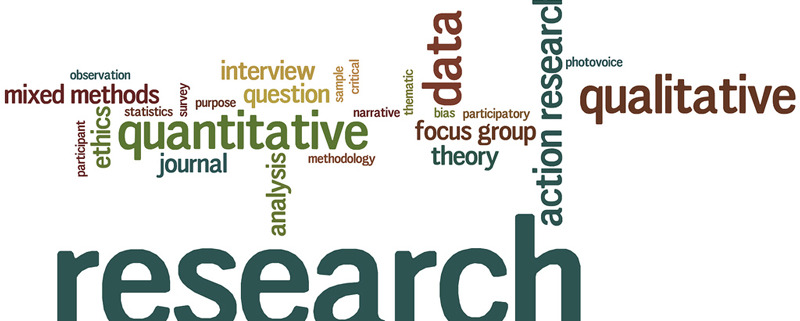 observation
mixed methods
participant
ethics
statistics
survey
purpose
interview
question
sample
critical
quantitative
journal
narrative
methodology
analysis
thematic
data
bias
participatory
focus group
theory
action research
photovoice
qualitative
research